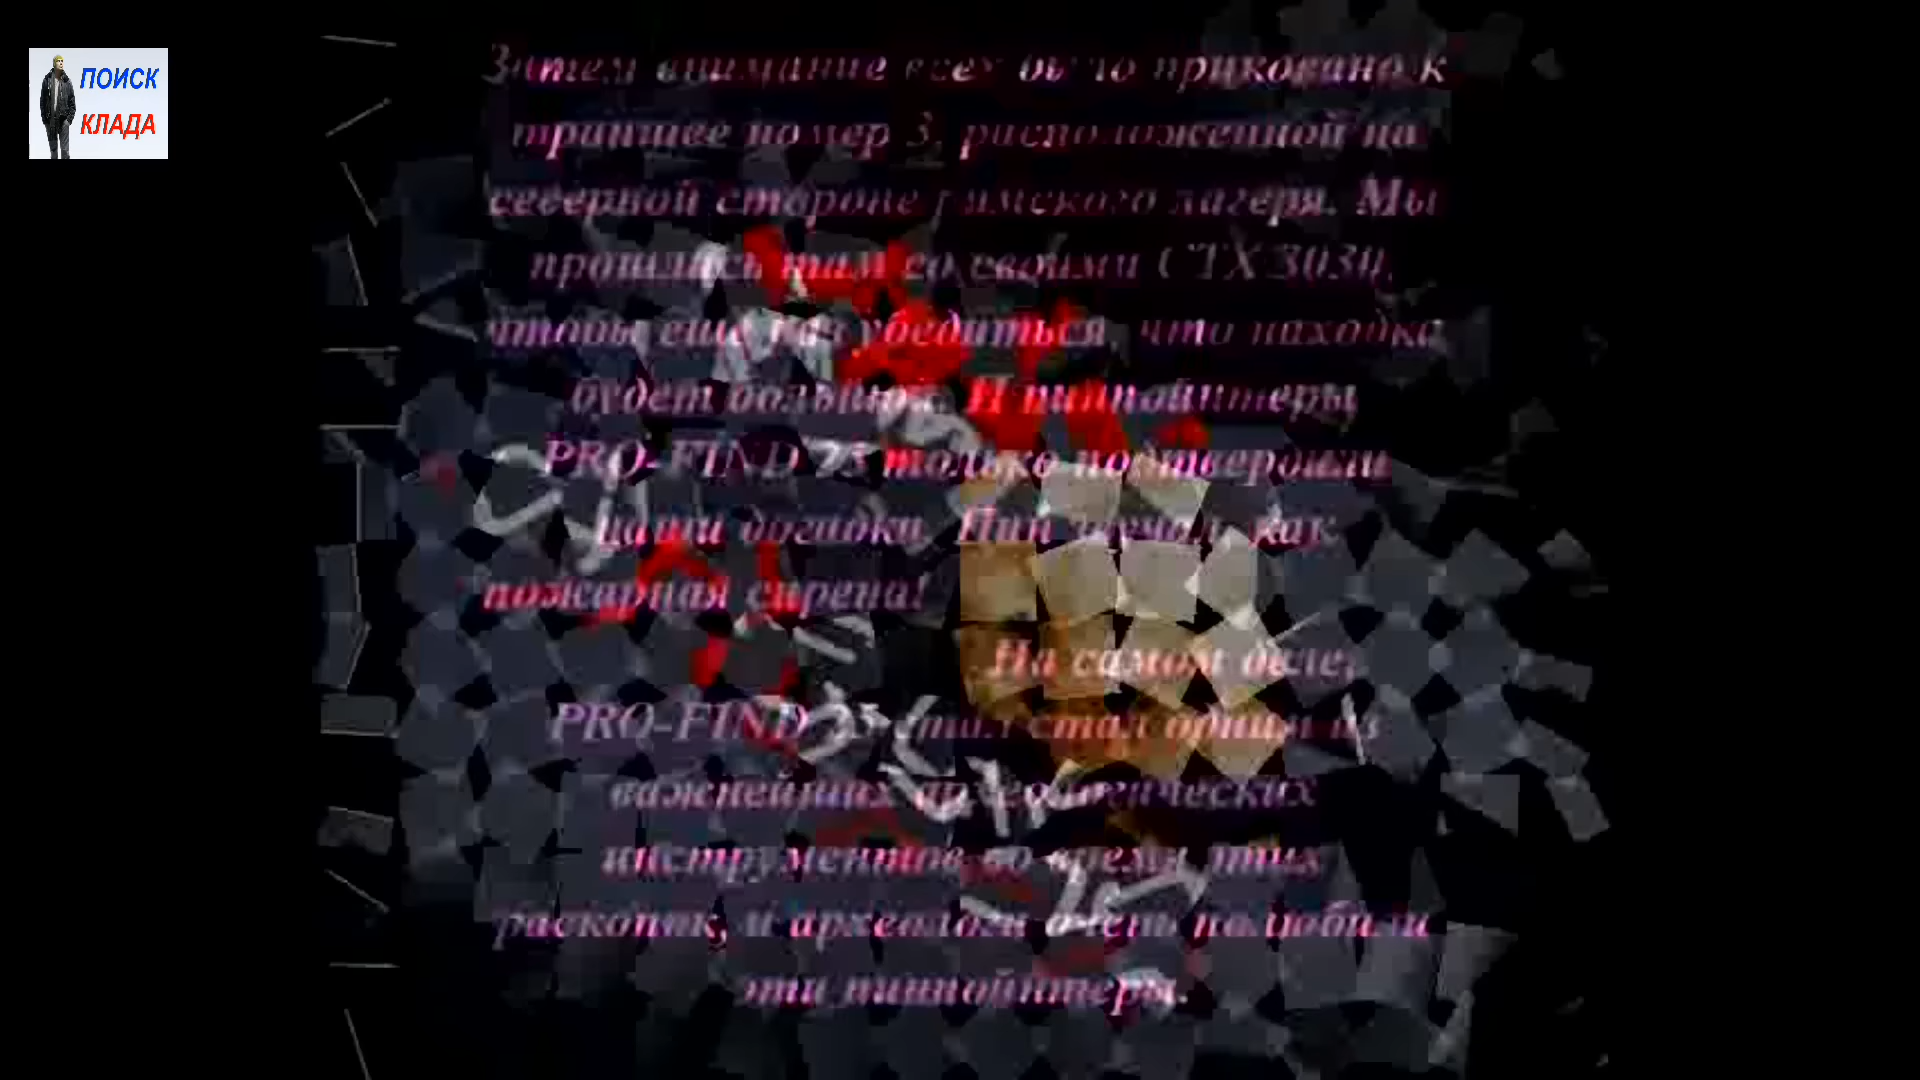 ПОИСК
КЛАДА
Затем внимание всех было приковано к
траншее номер 3, расположенной на
северной стороне римского лагеря. Мы
прошлись там со своими CTX 3030,
чтобы еще раз убедиться, что находка
будет большой. И пинпойнтеры
PRO-FIND 25 только подтвердили
наши догадки. Пин звучал, как
пожарная сирена!
На самом деле,
PRO-FIND 25 стал одним из
важнейших археологических
инструментов во время этих
раскопок, и археологи очень полюбили
эти пинпойнтеры.